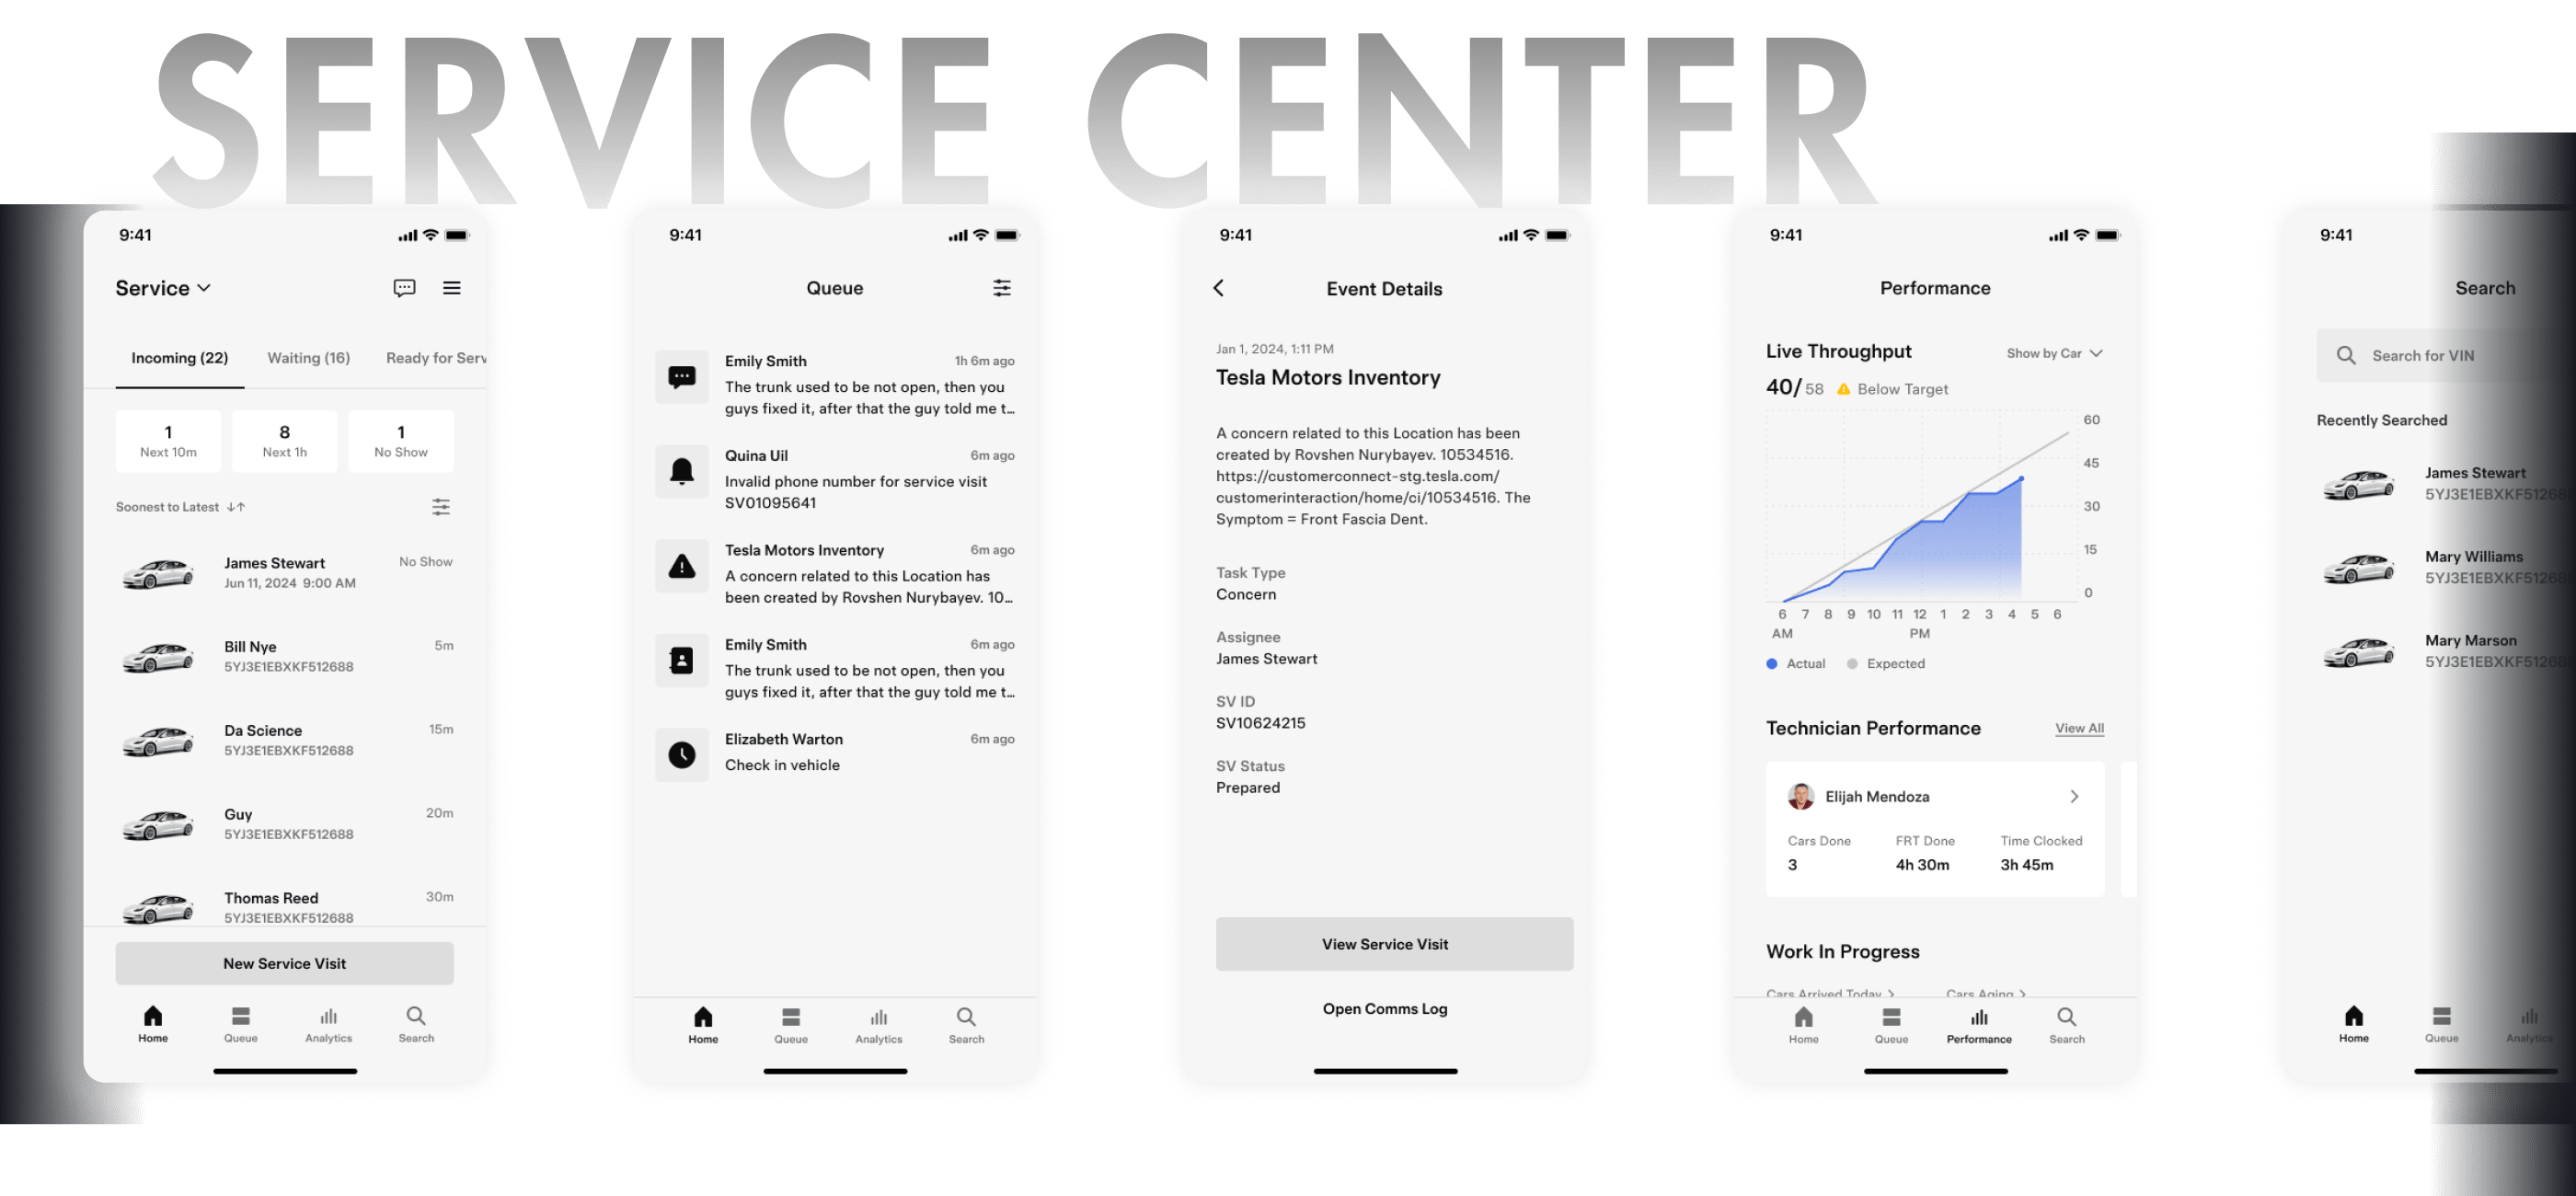 SERVICE CENTER
9:41
Service
Incoming (22) Waiting (16) Ready for Serv
1 8 1
Next 10m Next 1h No Show
Soonest to Latest
James Stewart No Show
Jun 11, 2024 9:00 AM
Bill Nye 5m
5YJ3E1EBXKF512688
Da Science 15m
5YJ3E1EBXKF512688
Guy 20m
5YJ3E1EBXKF512688
Thomas Reed 30m
5YJ3E1EBXKF512688
New Service Visit
Home Queue Analytics Search
9:41
Queue
Emily Smith 1h 6m ago
The trunk used to be not open, then you
guys fixed it, after that the guy told me t...
Quina Uil 6m ago
Invalid phone number for service visit
SV01095641
Tesla Motors Inventory 6m ago
A concern related to this Location has
been created by Rovshen Nurybayev. 10...
Emily Smith 6m ago
The trunk used to be not open, then you
guys fixed it, after that the guy told me t...
Elizabeth Warton 6m ago
Check in vehicle
Home Queue Analytics Search
9:41
Event Details
Jan 1, 2024, 1:11 PM
Tesla Motors Inventory
A concern related to this Location has been
created by Rovshen Nurybayev. 10534516.
https://customerconnect-stg.tesla.com/
customerinteraction/home/ci/10534516. The
Symptom = Front Fascia Dent.
Task Type
Concern
Assignee
James Stewart
SV ID
SV10624215
SV Status
Prepared
View Service Visit
Open Comms Log
9:41
Performance
Live Throughput Show by Car
40/ 58 Below Target
60
45
30
15
0
6 7 8 9 10 11 12 1 2 3 4 5 6
AM PM
Actual Expected
Technician Performance View All
Elijah Mendoza
Cars Done FRT Done Time Clocked
3 4h 30m 3h 45m
Work In Progress
Cars Arrived Today Cars Aging
Home Queue Performance Search
9:41
Search
Search for VIN
Recently Searched
James Stewart
5YJ3E1EBXKF51268
Mary Williams
5YJ3E1EBXKF51268
Mary Marson
5YJ3E1EBXKF51268
Home Queue Analytics